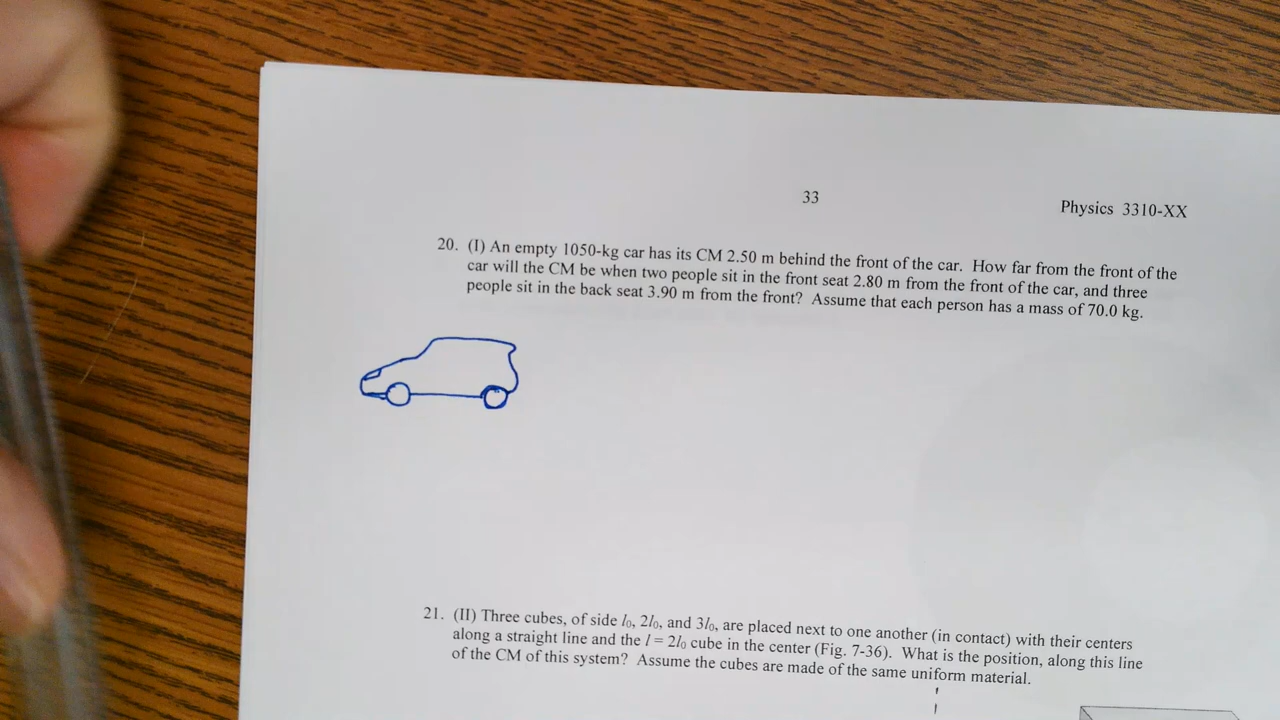 33
Physics 3310-XX
20. (I) An empty 1050-kg car has its CM 2.50 m behind the front of the car. How far from the front of the
car will the CM be when two people sit in the front seat 2.80 m from the front of the car, and three
people sit in the back seat 3.90 m from the front? Assume that each person has a mass of 70.0 kg.
21. (II) Three cubes, of side l₀, 2l₀, and 3l₀, are placed next to one another (in contact) with their centers
along a straight line and the l = 2l₀ cube in the center (Fig. 7-36). What is the position, along this line
of the CM of this system? Assume the cubes are made of the same uniform material.